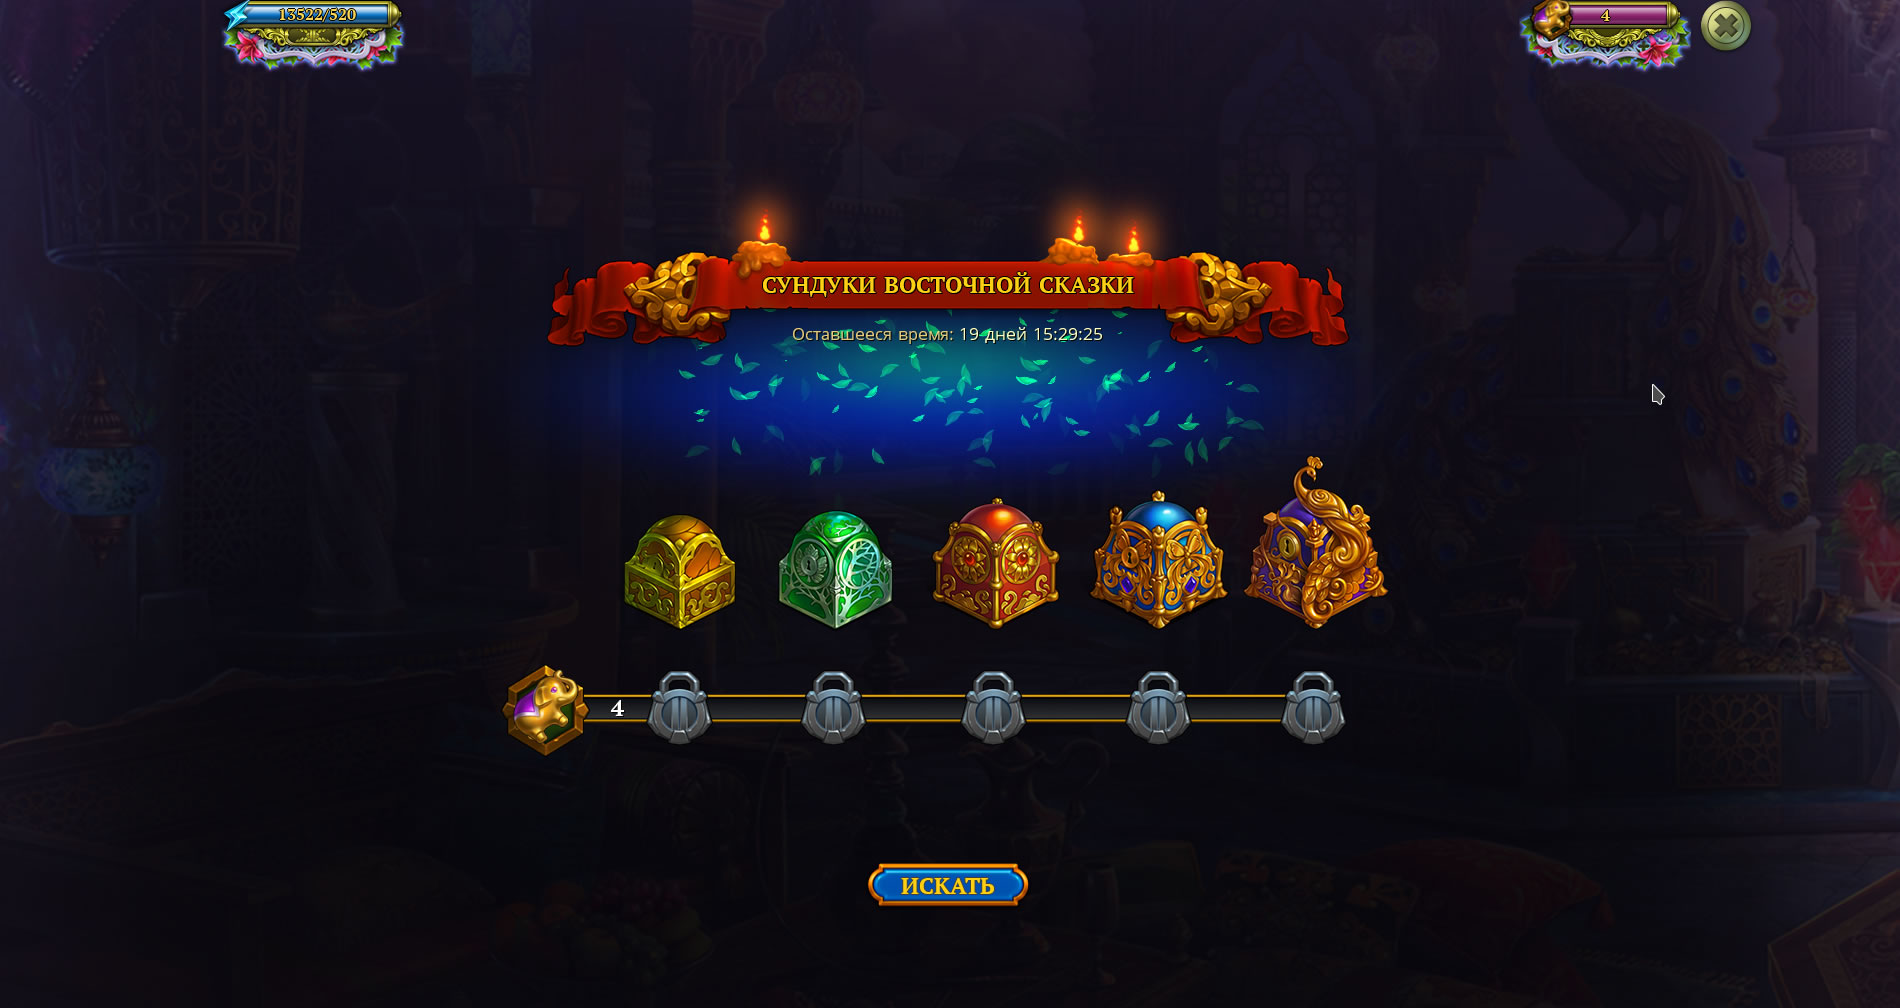 13522/520
4
СУНДУКИ ВОСТОЧНОЙ СКАЗКИ
Оставшееся время: 19 дней 15:29:25
4
ИСКАТЬ